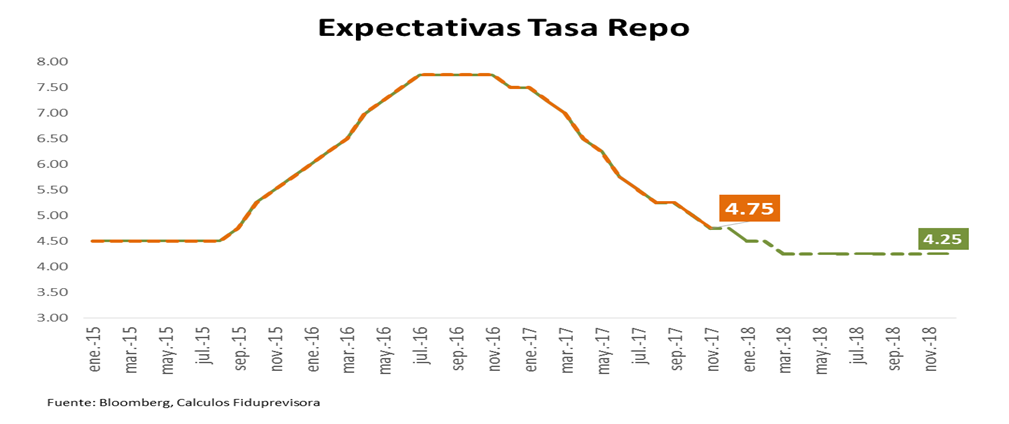 Expectativas Tasa Repo
8.00
7.50
7.00
6.50
6.00
5.50
5.00
4.50
4.00
3.50
3.00
4.75
4.25
ene.-15
mar.-15
may.-15
jul.-15
sep.-15
nov.-15
ene.-16
mar.-16
may.-16
jul.-16
sep.-16
nov.-16
ene.-17
mar.-17
may.-17
jul.-17
sep.-17
nov.-17
ene.-18
mar.-18
may.-18
jul.-18
sep.-18
nov.-18
Fuente: Bloomberg, Calculos Fiduprevisora